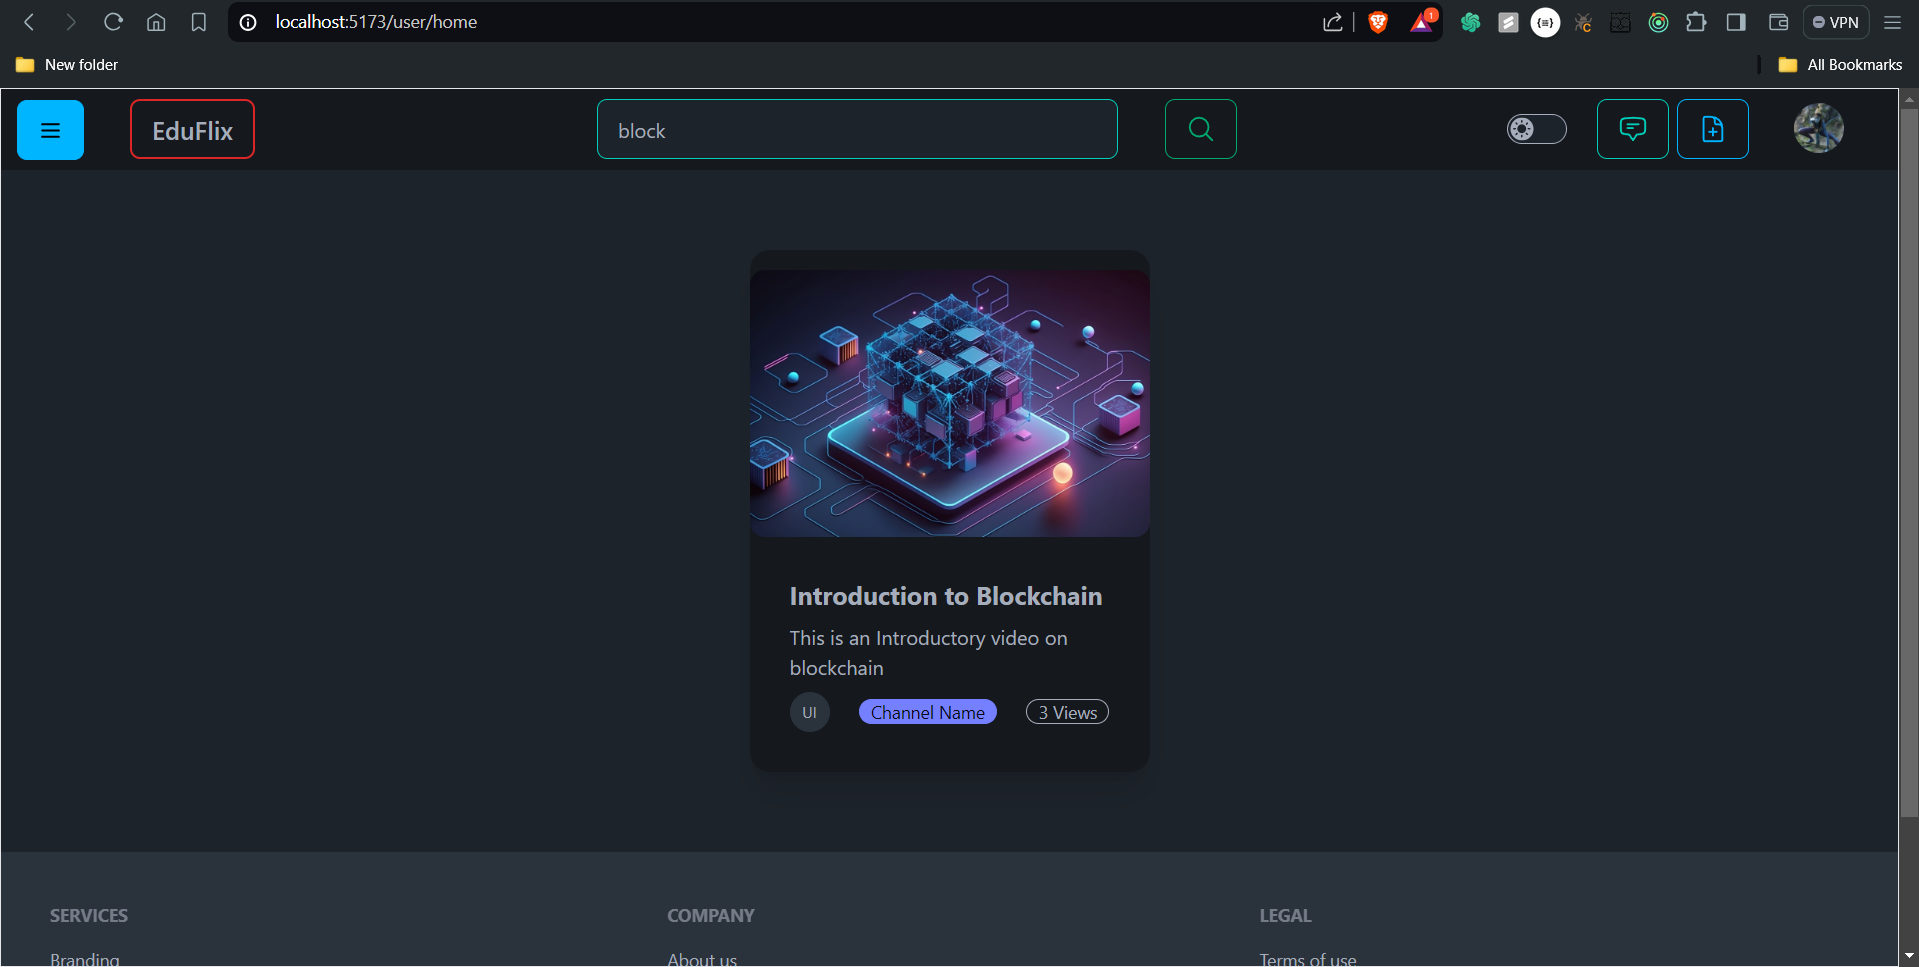 localhost:5173/user/home
1
VPN
New folder
All Bookmarks
EduFlix
block
Introduction to Blockchain
This is an Introductory video on
blockchain
UI
Channel Name
3 Views
SERVICES
COMPANY
LEGAL
Branding
About us
Terms of use